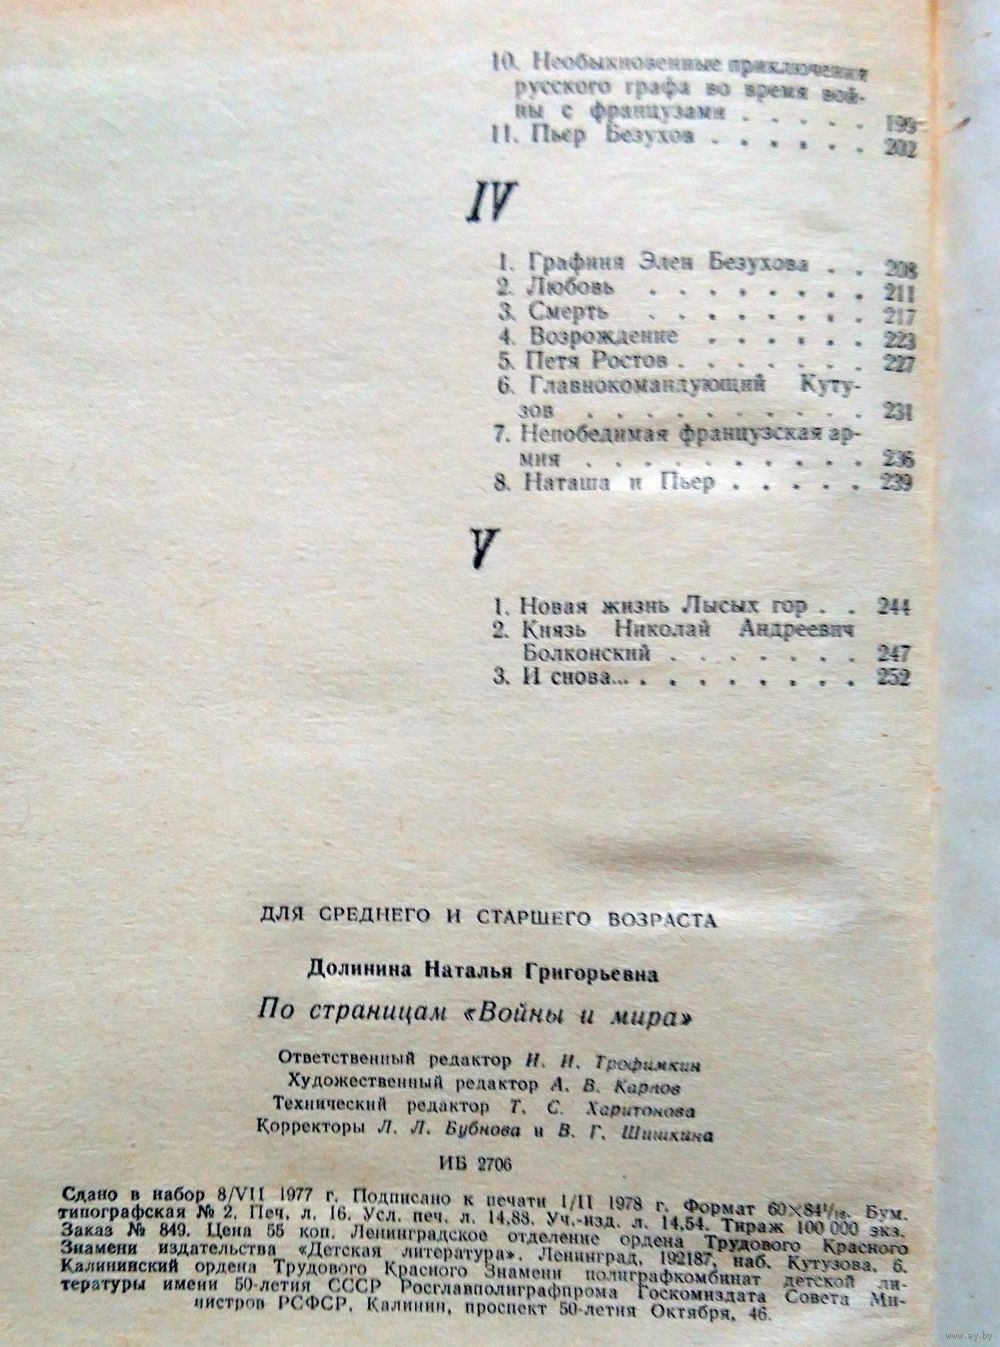 10. Необыкновенные приключения
русского графа во время вой-
ны с французами . . . . . 199
11. Пьер Безухов . . . . . . 202
IV
1. Графиня Элен Безухова . . 208
2. Любовь . . . . . . . . 211
3. Смерть . . . . . . . . 217
4. Возрождение . . . . . . 223
5. Петя Ростов . . . . . . . 227
6. Главнокомандующий Куту-
зов . . . . . . . . . . 231
7. Непобедимая французская ар-
мия . . . . . . . . . . 236
8. Наташа и Пьер . . . . . 239
V
1. Новая жизнь Лысых гор . . 244
2. Князь Николай Андреевич
Болконский . . . . . . . 247
3. И снова... . . . . . . . . 252
ДЛЯ СРЕДНЕГО И СТАРШЕГО ВОЗРАСТА
Долинина Наталья Григорьевна
По страницам «Войны и мира»
Ответственный редактор И. И. Трофимкин
Художественный редактор А. В. Карпов
Технический редактор Т. С. Харитонова
Корректоры Л. Л. Бубнова и В. Г. Шишкина
ИБ 2706
Сдано в набор 8/VII 1977 г. Подписано к печати 1/II 1978 г. Формат 60×84¹/₁₆. Бум.
типографская № 2. Печ. л. 16. Усл. печ. л. 14,88. Уч.-изд. л. 14,54. Тираж 100 000 экз.
Заказ № 849. Цена 55 коп. Ленинградское отделение ордена Трудового Красного
Знамени издательства «Детская литература». Ленинград, 192187, наб. Кутузова, 6.
Калининский ордена Трудового Красного Знамени полиграфкомбинат детской ли-
тературы имени 50-летия СССР Росглавполиграфпрома Госкомиздата Совета Ми-
нистров РСФСР. Калинин, проспект 50-летия Октября, 46.
www.ay.by